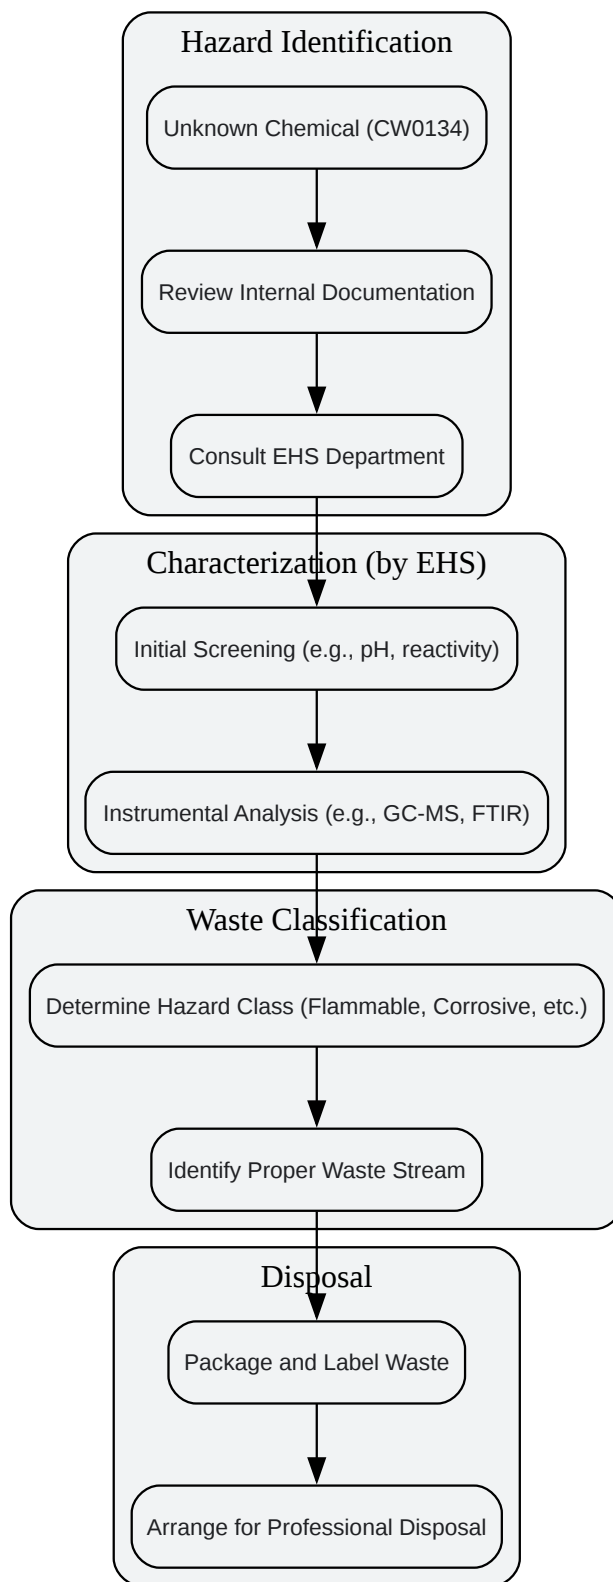 Hazard Identification
Unknown Chemical (CW0134)
Review Internal Documentation
Consult EHS Department
Characterization (by EHS)
Initial Screening (e.g., pH, reactivity)
Instrumental Analysis (e.g., GC-MS, FTIR)
Waste Classification
Determine Hazard Class (Flammable, Corrosive, etc.)
Identify Proper Waste Stream
Disposal
Package and Label Waste
Arrange for Professional Disposal